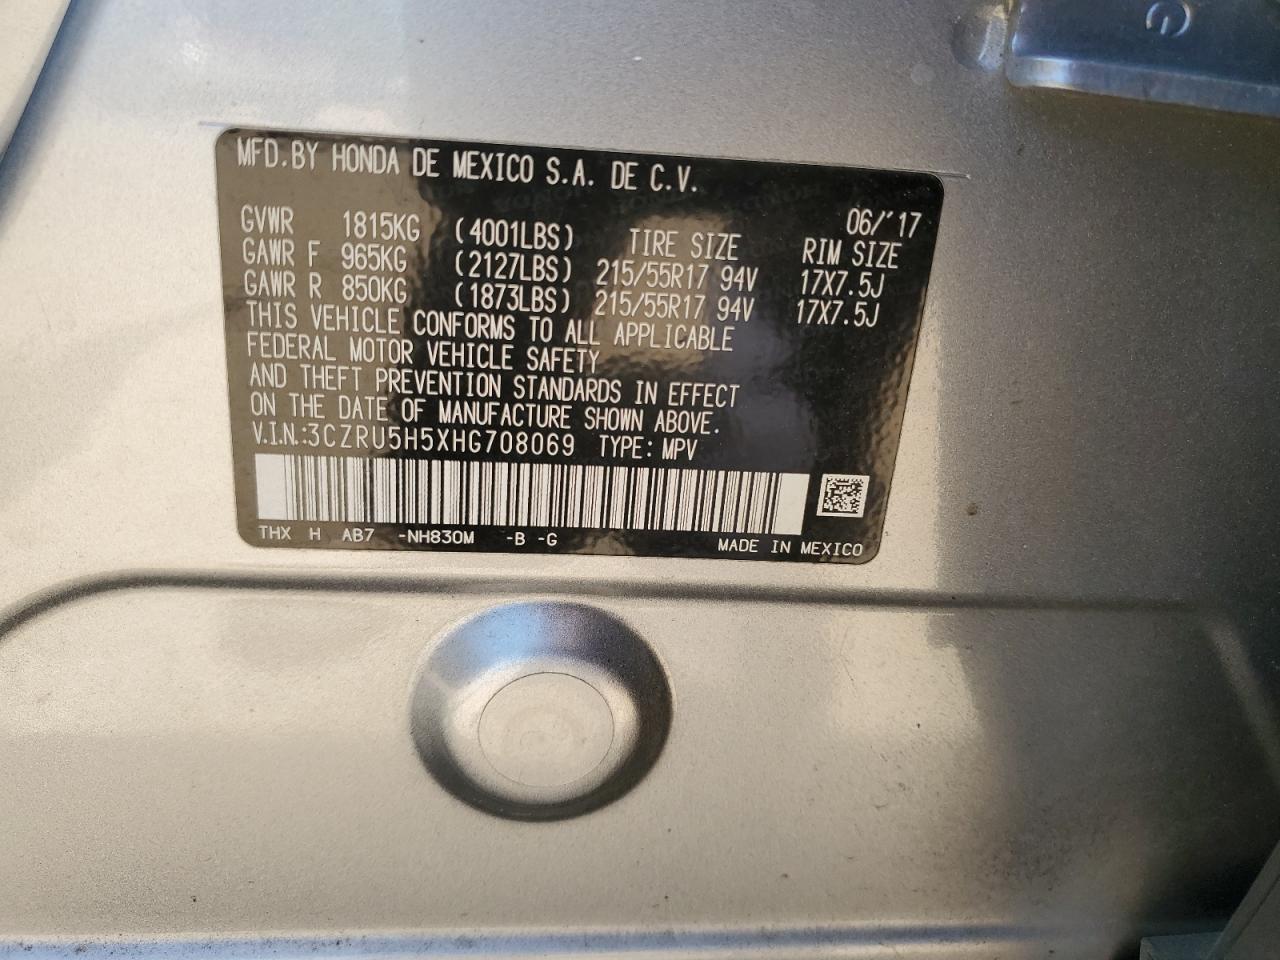 MFD.BY HONDA DE MEXICO S.A. DE C.V.
06/'17
GVWR 1815KG (4001LBS) TIRE SIZE RIM SIZE
GAWR F 965KG (2127LBS) 215/55R17 94V 17X7.5J
GAWR R 850KG (1873LBS) 215/55R17 94V 17X7.5J
THIS VEHICLE CONFORMS TO ALL APPLICABLE
FEDERAL MOTOR VEHICLE SAFETY
AND THEFT PREVENTION STANDARDS IN EFFECT
ON THE DATE OF MANUFACTURE SHOWN ABOVE.
V.I.N.:3CZRU5H5XHG708069 TYPE: MPV
THX H AB7 -NH830M -B -G MADE IN MEXICO